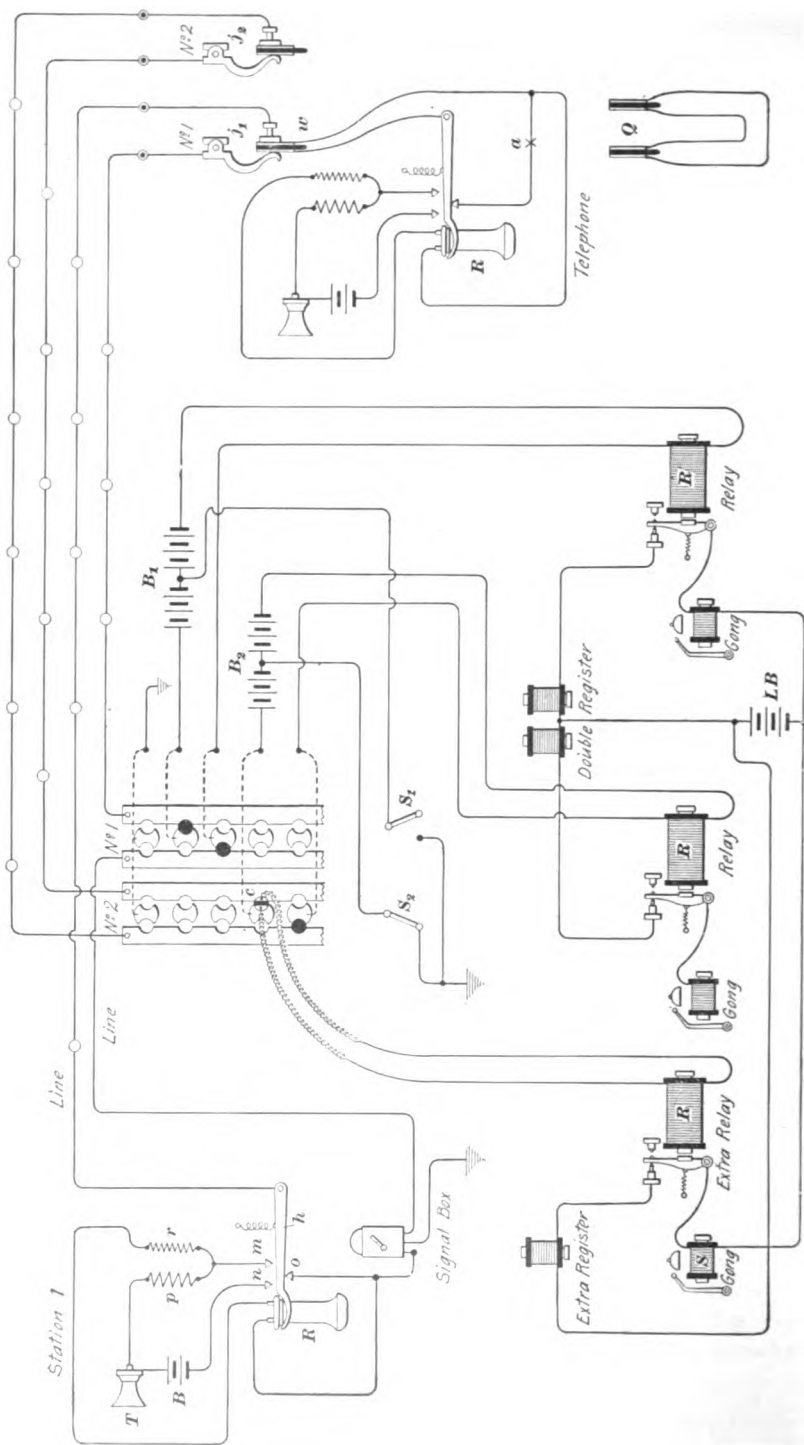 Nº 2
j₂
Nº 1
j₁
w
a
R
Telephone
Q
B₁
B₂
Nº 1
Nº 2
c
S₁
S₂
Line
Line
Station 1
r
p
m
n
h
o
T
B
R
Signal Box
R
Relay
Gong
Double Register
LB
R
Relay
Gong
R
Extra Relay
Extra Register
S
Gong